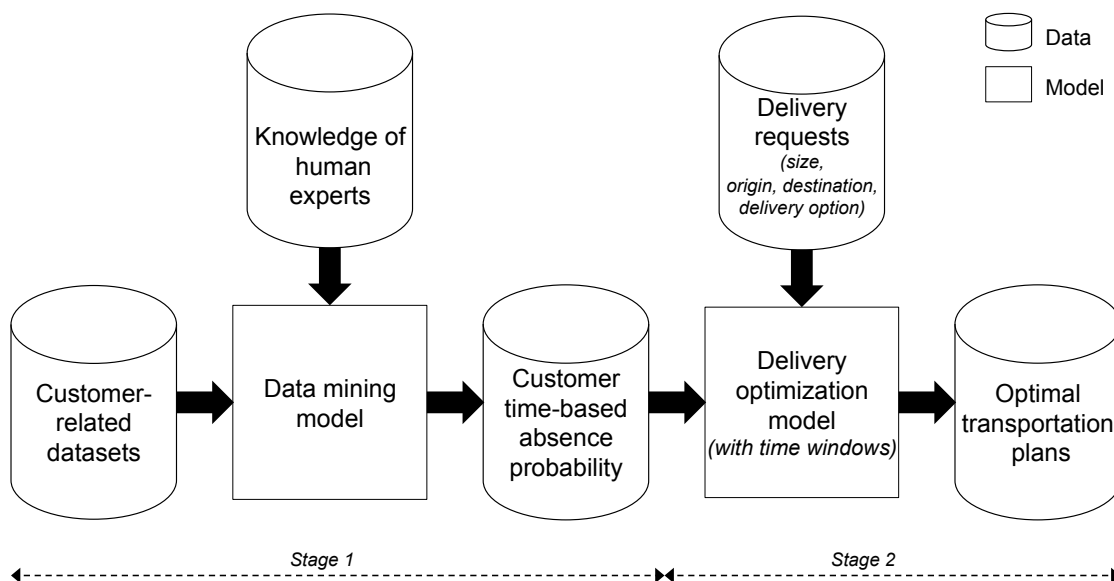 Data
Model
Knowledge of
human
experts
Delivery
requests
(size,
origin, destination,
delivery option)
Customer-
related
datasets
Data mining
model
Customer
time-based
absence
probability
Delivery
optimization
model
(with time windows)
Optimal
transportation
plans
Stage 1
Stage 2